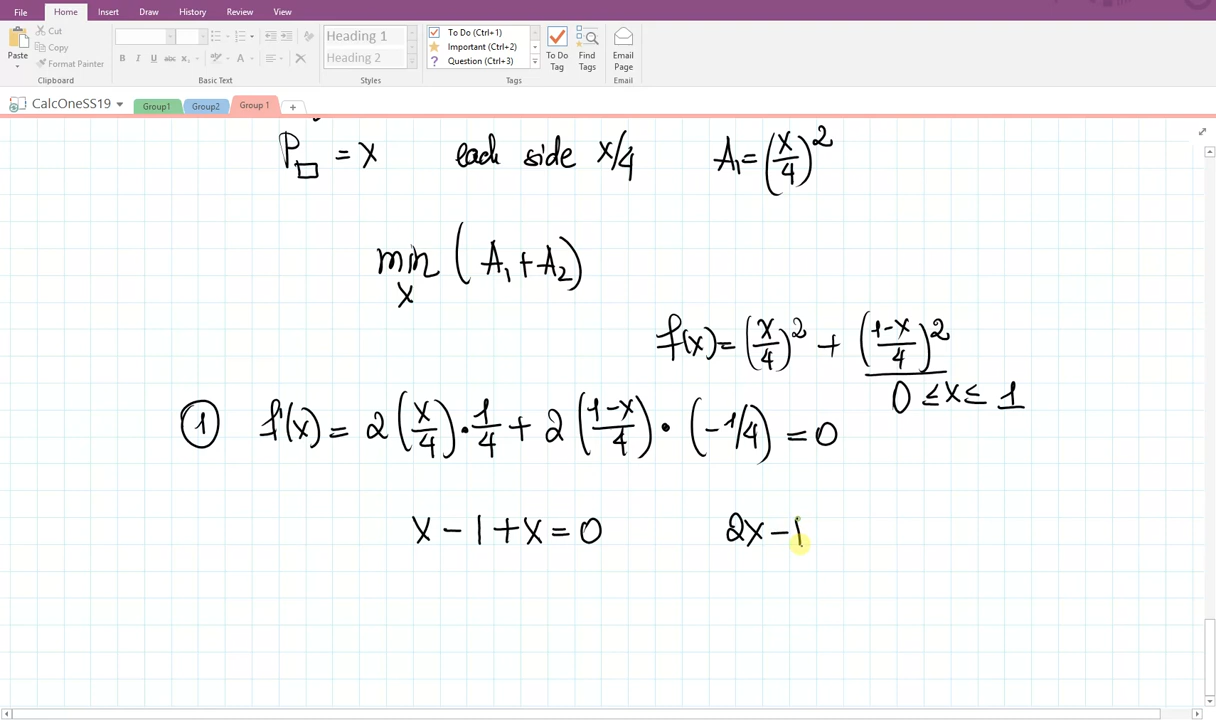 File Home Insert Draw History Review View
Paste Cut Copy Format Painter
Clipboard
B I U abc x A
Basic Text
Heading 1
Heading 2
Styles
To Do (Ctrl+1)
Important (Ctrl+2)
Question (Ctrl+3)
To Do Tag
Find Tags
Tags
Email Page
Email
CalcOneSS19 Group1 Group2 Group 1 +
P□ = x each side x/4 A₁ = (x/4)²
min x (A₁ + A₂)
f(x) = (x/4)² + ((1-x)/4)²
0 ≤ x ≤ 1
① f'(x) = 2(x/4)·1/4 + 2((1-x)/4)·(-1/4) = 0
x - 1 + x = 0 2x - 1